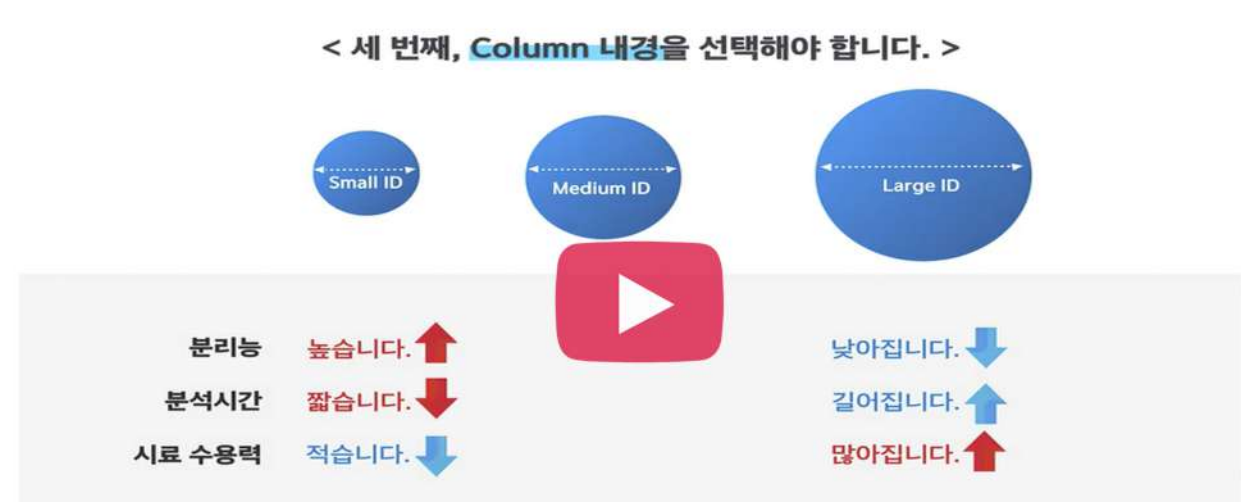 < 세 번째, Column 내경을 선택해야 합니다. >
Small ID
Medium ID
Large ID
분리능 높습니다. 낮아집니다.
분석시간 짧습니다. 길어집니다.
시료 수용력 적습니다. 많아집니다.